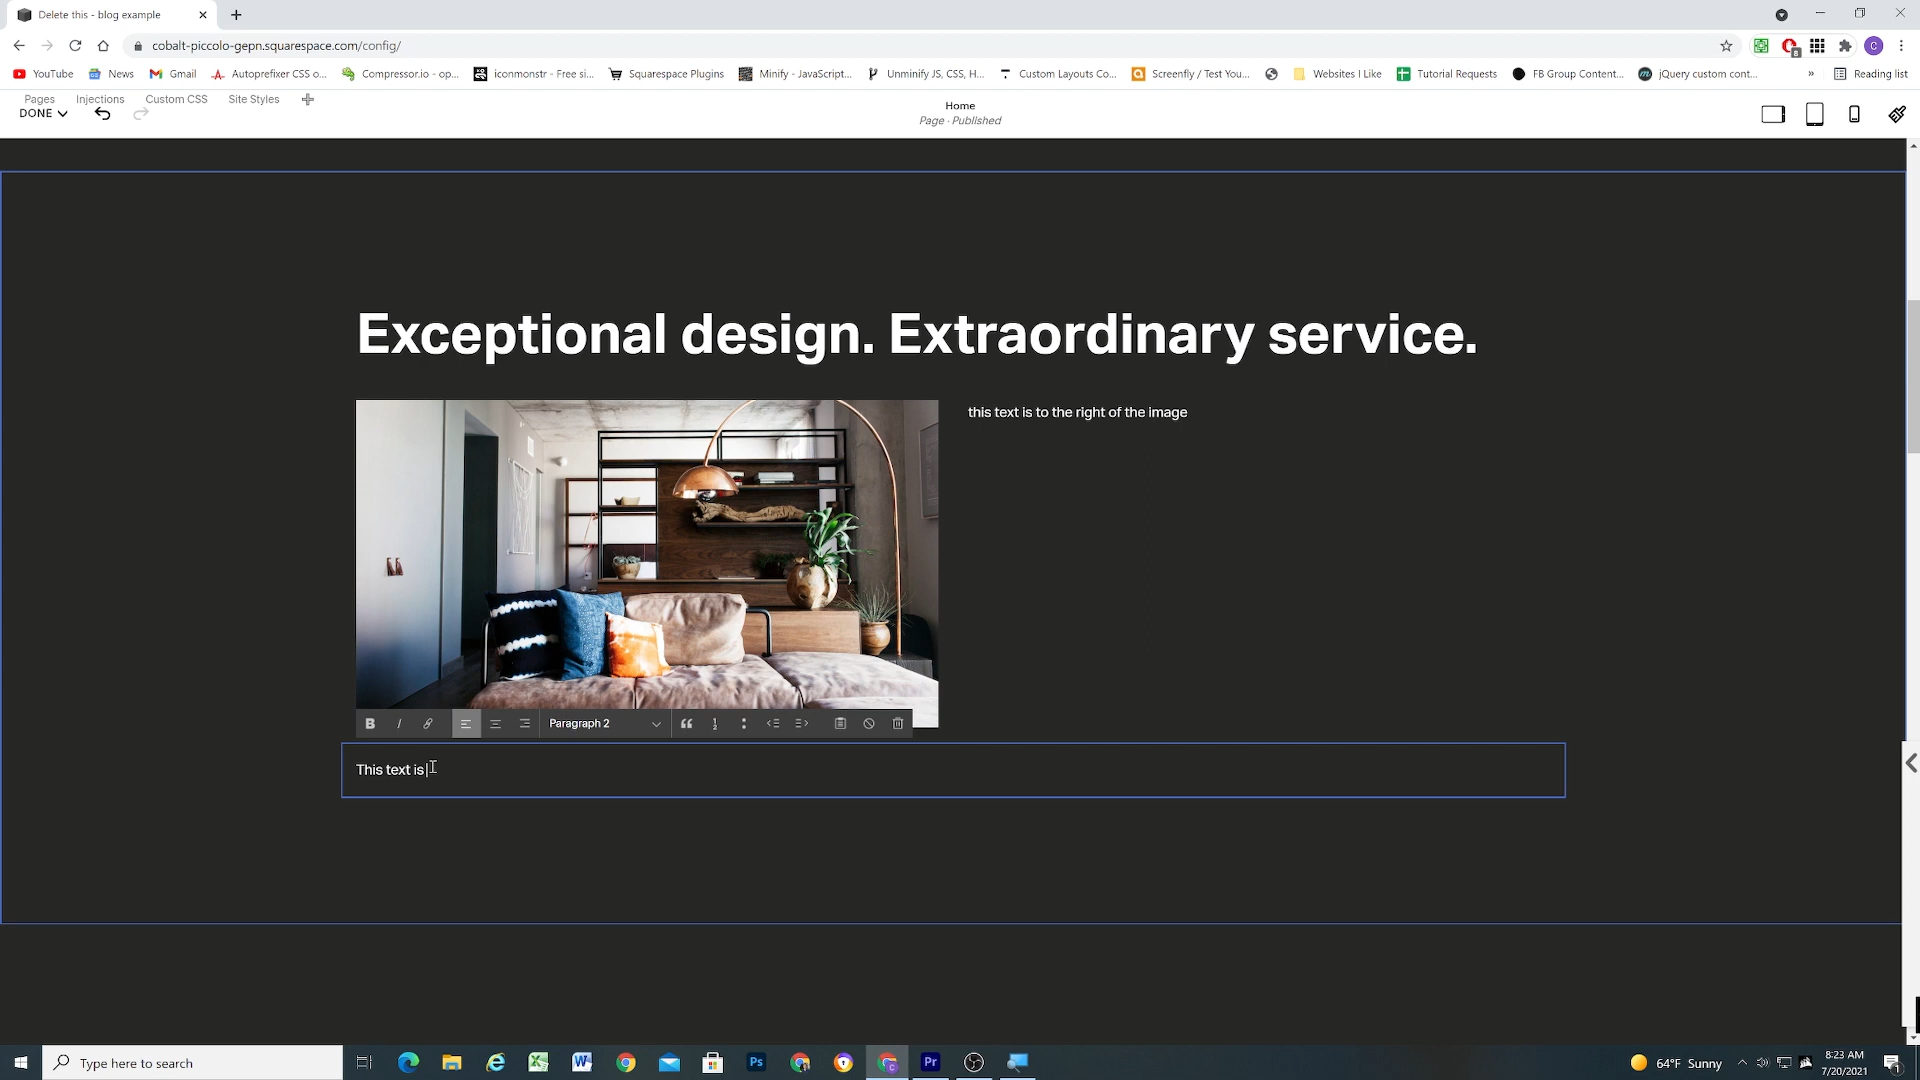 Delete this - blog example
cobalt-piccolo-gepn.squarespace.com/config/
C
8
YouTube
News
Gmail
Autoprefixer CSS o...
Compressor.io - op...
iconmonstr - Free si...
Squarespace Plugins
Minify - JavaScript...
Unminify JS, CSS, H...
Custom Layouts Co...
Screenfly / Test You...
Websites I Like
Tutorial Requests
FB Group Content...
jQuery custom cont...
»
Reading list
Pages
Injections
Custom CSS
Site Styles
DONE
Home
Page · Published
Exceptional design. Extraordinary service.
this text is to the right of the image
B I
Paragraph 2
This text is
Type here to search
Ps
Pr
64°F Sunny
8:23 AM
7/20/2021
1